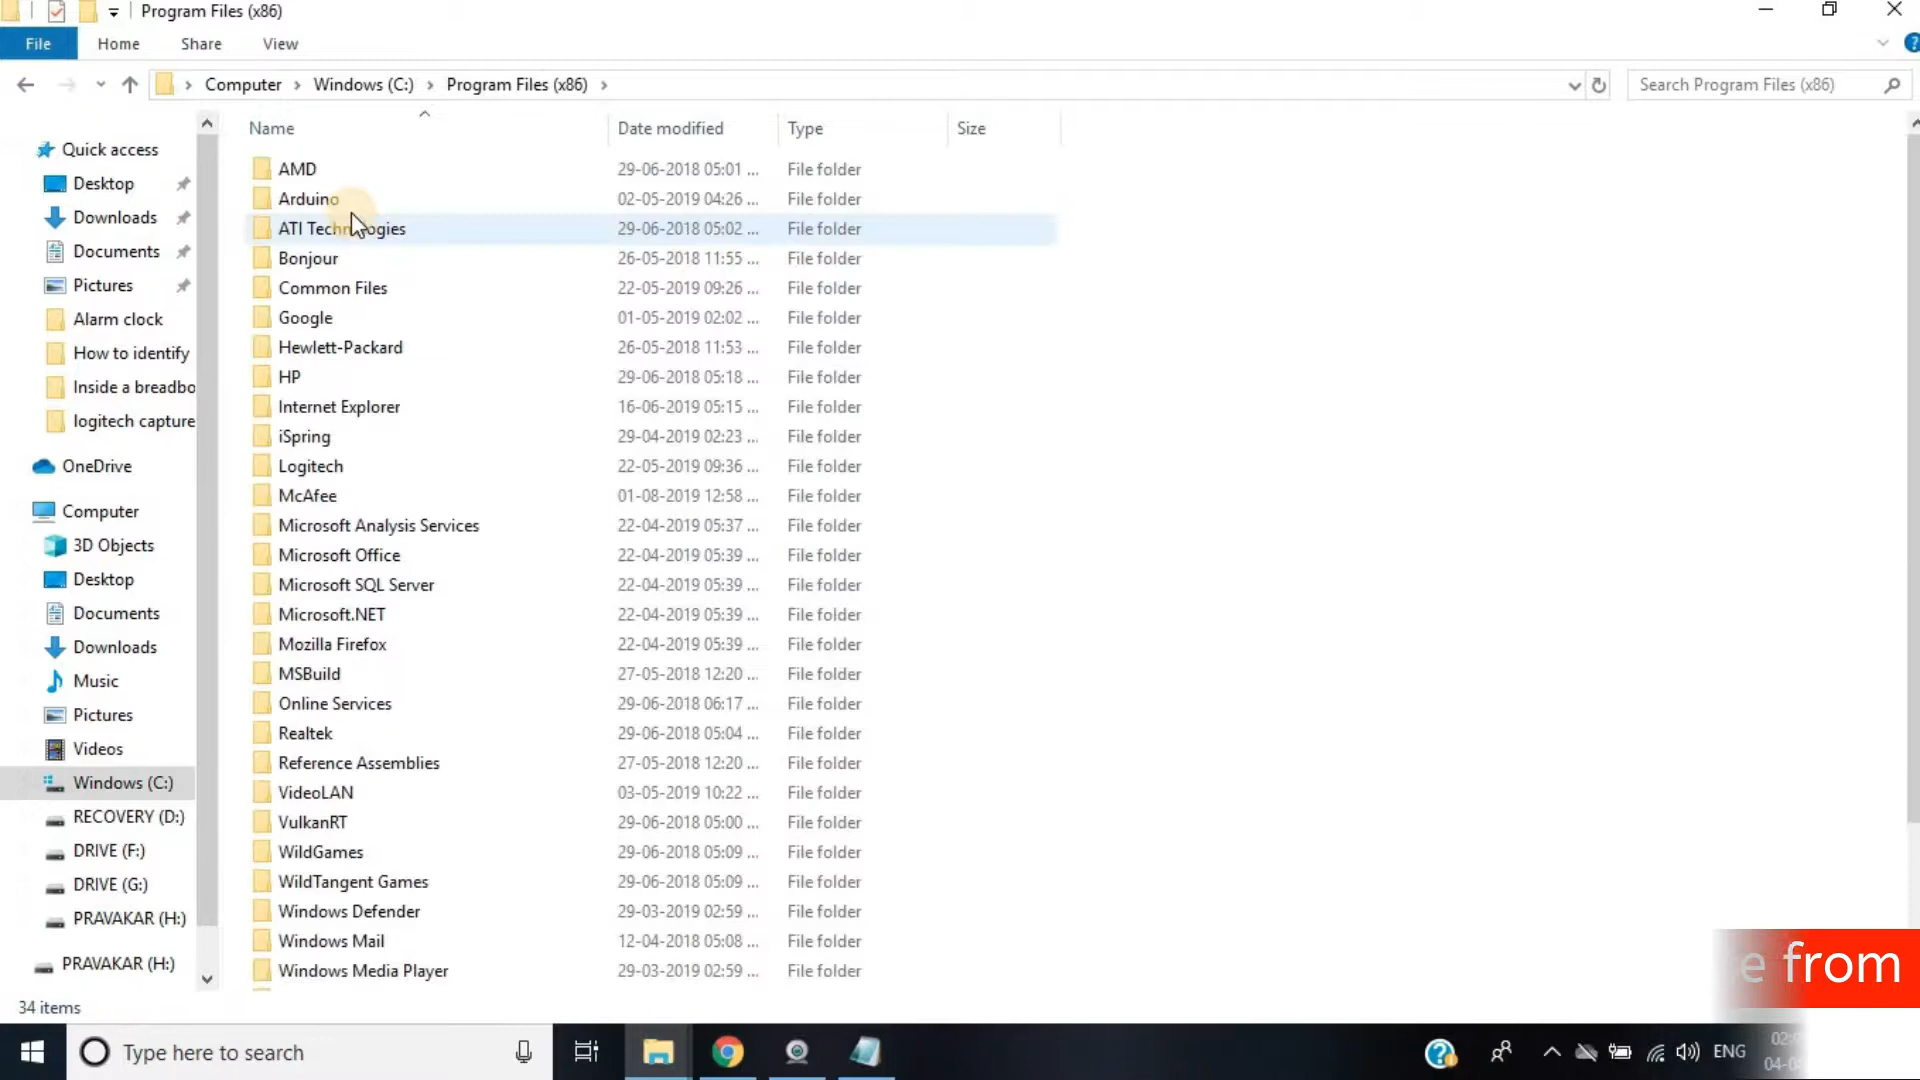 Program Files (x86)
File Home Share View
Computer Windows (C:) Program Files (x86)
Search Program Files (x86)
Name Date modified Type Size
Quick access
Desktop
Downloads
Documents
Pictures
Alarm clock
How to identify
Inside a breadbo
logitech capture
OneDrive
Computer
3D Objects
Desktop
Documents
Downloads
Music
Pictures
Videos
Windows (C:)
RECOVERY (D:)
DRIVE (F:)
DRIVE (G:)
PRAVAKAR (H:)
PRAVAKAR (H:)
AMD 29-06-2018 05:01 ... File folder
Arduino 02-05-2019 04:26 ... File folder
ATI Technologies 29-06-2018 05:02 ... File folder
Bonjour 26-05-2018 11:55 ... File folder
Common Files 22-05-2019 09:26 ... File folder
Google 01-05-2019 02:02 ... File folder
Hewlett-Packard 26-05-2018 11:53 ... File folder
HP 29-06-2018 05:18 ... File folder
Internet Explorer 16-06-2019 05:15 ... File folder
iSpring 29-04-2019 02:23 ... File folder
Logitech 22-05-2019 09:36 ... File folder
McAfee 01-08-2019 12:58 ... File folder
Microsoft Analysis Services 22-04-2019 05:37 ... File folder
Microsoft Office 22-04-2019 05:39 ... File folder
Microsoft SQL Server 22-04-2019 05:39 ... File folder
Microsoft.NET 22-04-2019 05:39 ... File folder
Mozilla Firefox 22-04-2019 05:39 ... File folder
MSBuild 27-05-2018 12:20 ... File folder
Online Services 29-06-2018 06:17 ... File folder
Realtek 29-06-2018 05:04 ... File folder
Reference Assemblies 27-05-2018 12:20 ... File folder
VideoLAN 03-05-2019 10:22 ... File folder
VulkanRT 29-06-2018 05:00 ... File folder
WildGames 29-06-2018 05:09 ... File folder
WildTangent Games 29-06-2018 05:09 ... File folder
Windows Defender 29-03-2019 02:59 ... File folder
Windows Mail 12-04-2018 05:08 ... File folder
Windows Media Player 29-03-2019 02:59 ... File folder
from
34 items
Type here to search
ENG